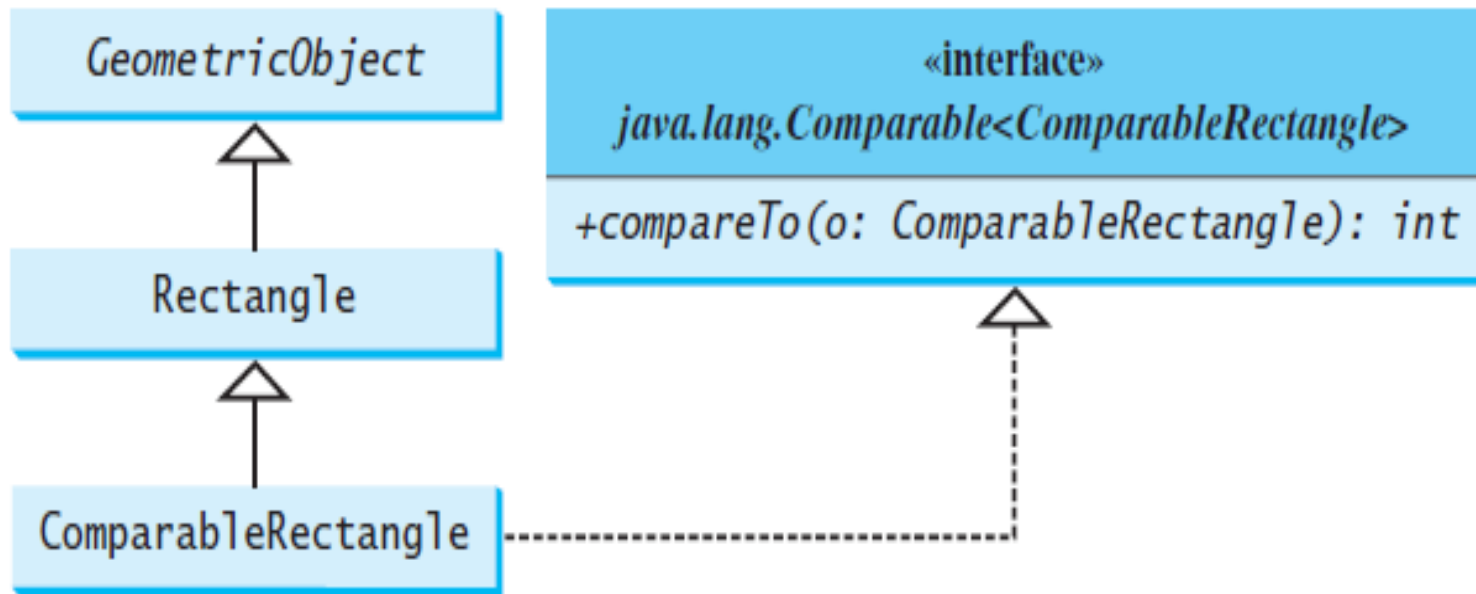 GeometricObject
Rectangle
ComparableRectangle
«interface»
java.lang.Comparable<ComparableRectangle>
+compareTo(o: ComparableRectangle): int